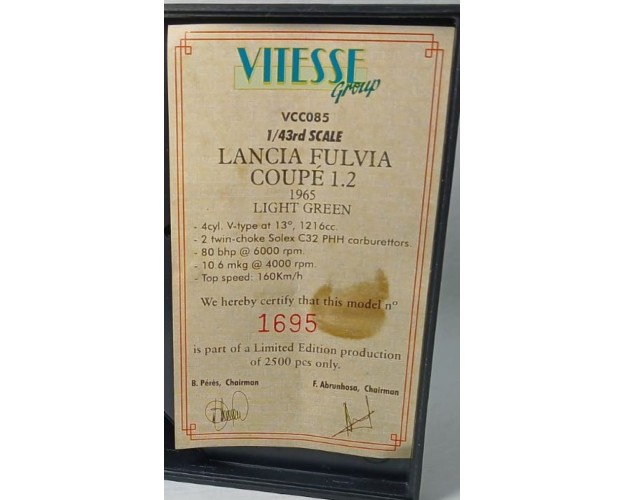 VITESSE
Group
VCC085
1/43rd SCALE
LANCIA FULVIA
COUPÉ 1.2
1965
LIGHT GREEN
- 4cyl. V-type at 13°, 1216cc.
- 2 twin-choke Solex C32 PHH carburettors.
- 80 bhp @ 6000 rpm.
- 10.6 mkg @ 4000 rpm.
- Top speed: 160Km/h
We hereby certify that this model nº
1695
is part of a Limited Edition production
of 2500 pcs only.
B. Pérés, Chairman F. Abrunhosa, Chairman